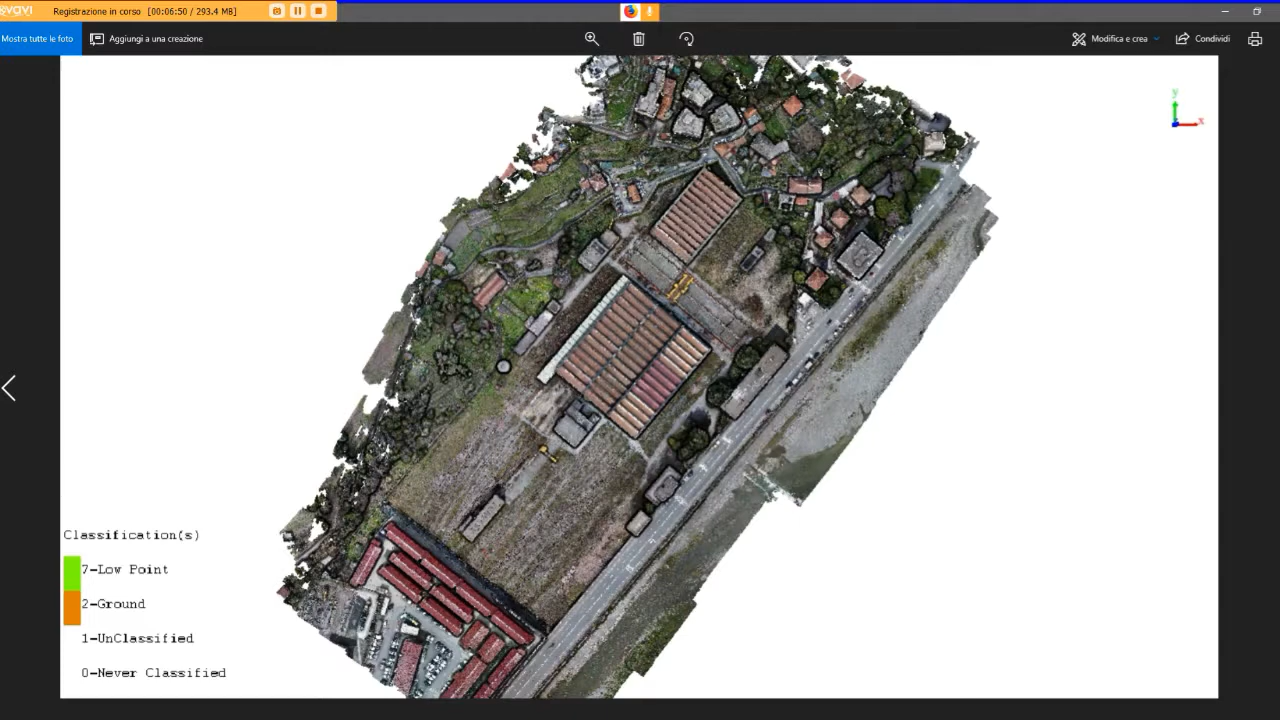 Registrazione in corso [00:06:50 / 293.4 MB]
Mostra tutte le foto
Aggiungi a una creazione
Modifica e crea
Condividi
y
x
Classification(s)
7-Low Point
2-Ground
1-UnClassified
0-Never Classified